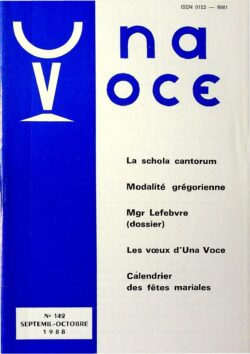 ISSN 0153 - 9981
Una
Voce
La schola cantorum
Modalité grégorienne
Mgr Lefebvre
(dossier)
Les vœux d'Una Voce
Calendrier
des fêtes mariales
N° 142
SEPTEMB.-OCTOBRE
1988